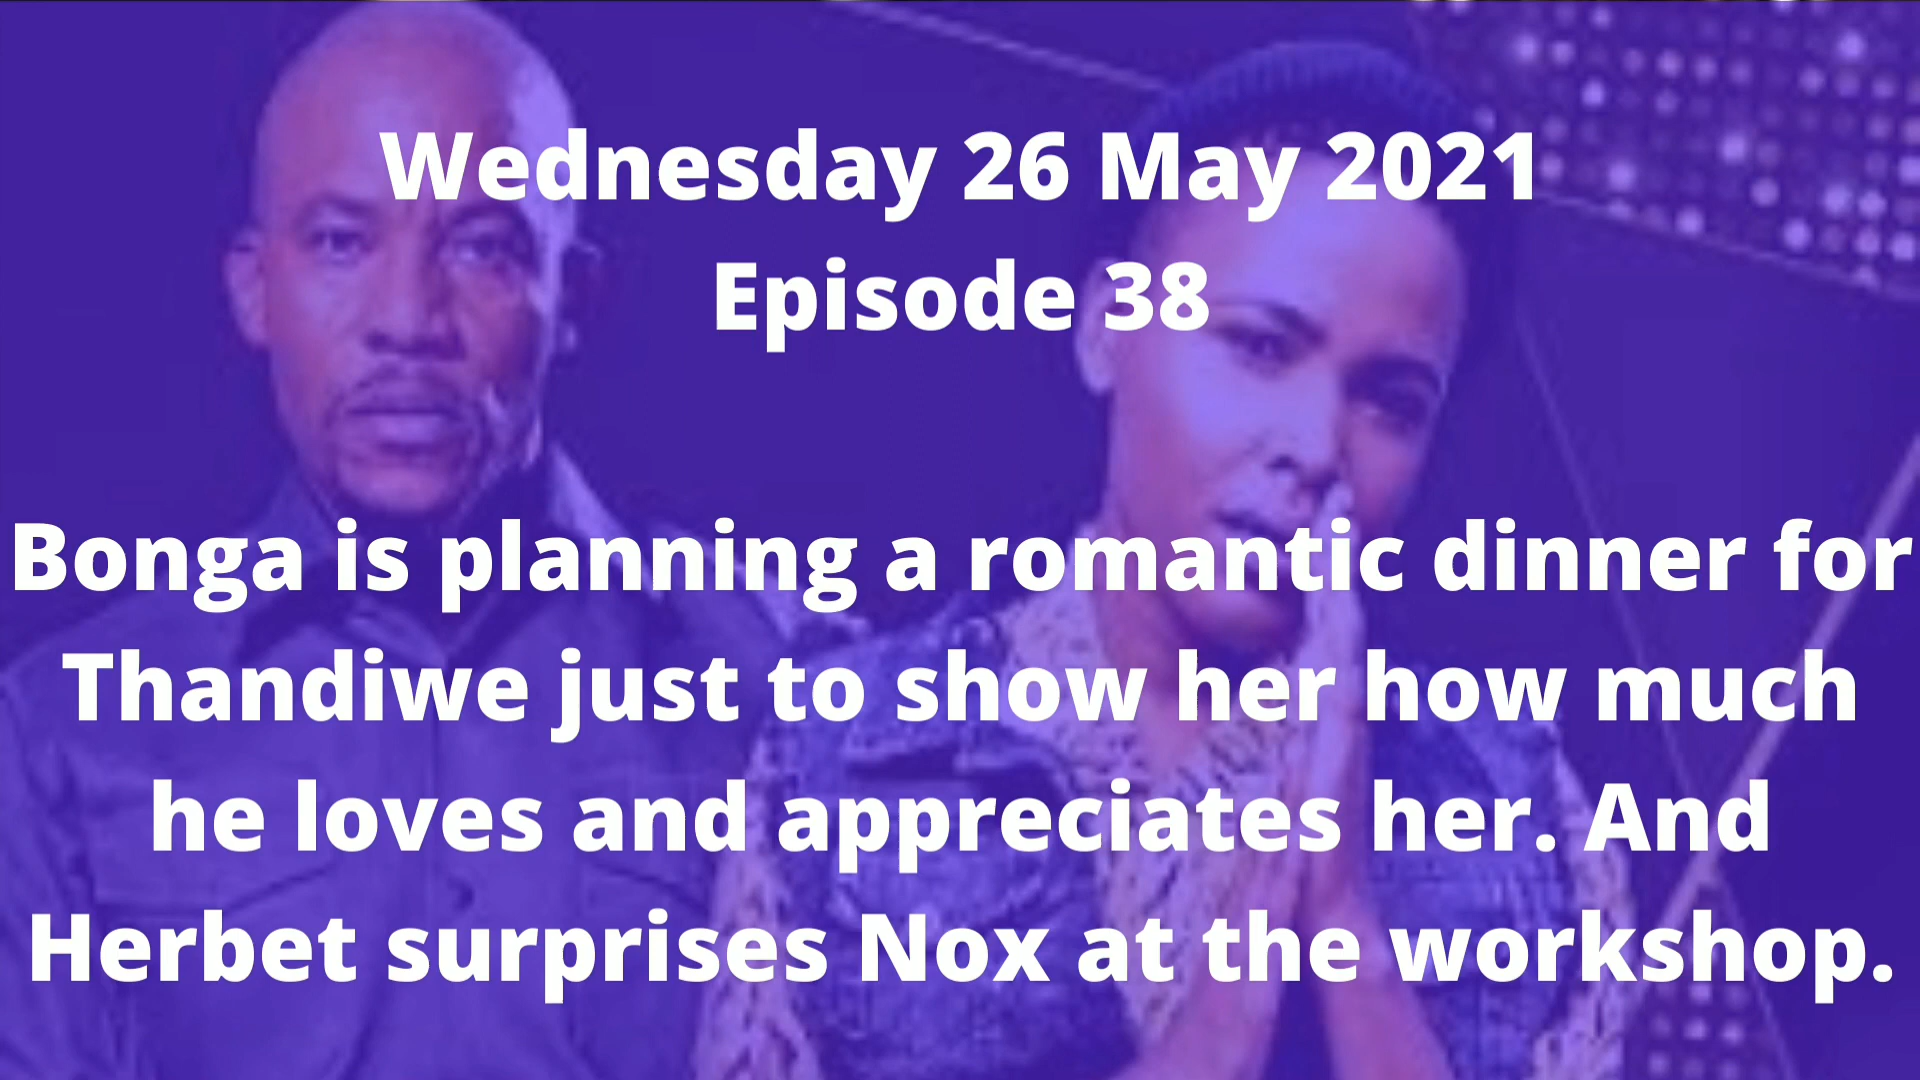 Wednesday 26 May 2021
Episode 38
Bonga is planning a romantic dinner for
Thandiwe just to show her how much
he loves and appreciates her. And
Herbet surprises Nox at the workshop.